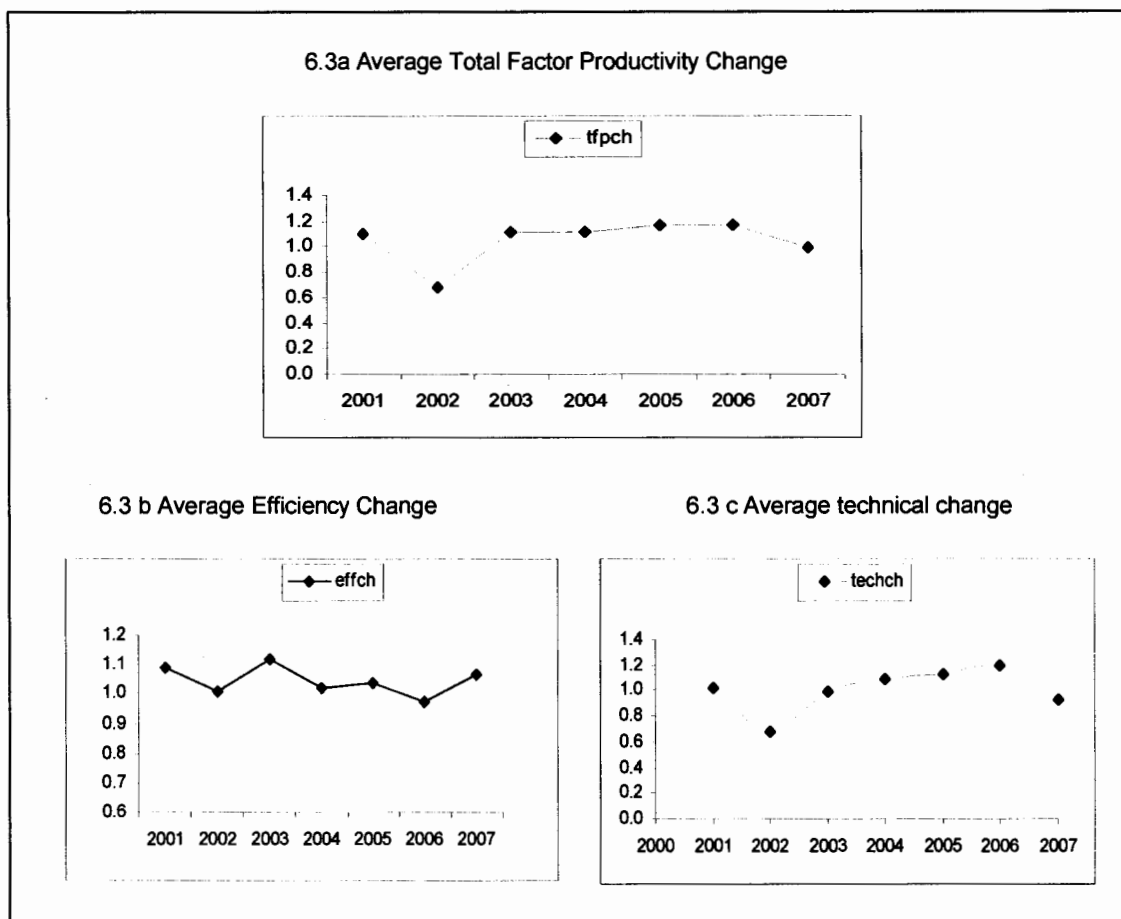 6.3a Average Total Factor Productivity Change
tfpch
1.4
1.2
1.0
0.8
0.6
0.4
0.2
0.0
2001 2002 2003 2004 2005 2006 2007
6.3 b Average Efficiency Change
effch
1.2
1.1
1.0
0.9
0.8
0.7
0.6
2001 2002 2003 2004 2005 2006 2007
6.3 c Average technical change
techch
1.4
1.2
1.0
0.8
0.6
0.4
0.2
0.0
2000 2001 2002 2003 2004 2005 2006 2007